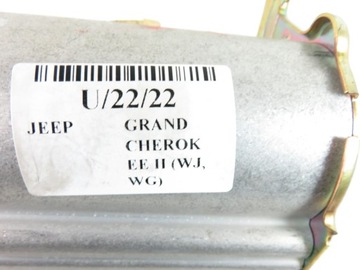 U/22/22
JEEP GRAND
CHEROK
EE II (WJ,
WG)